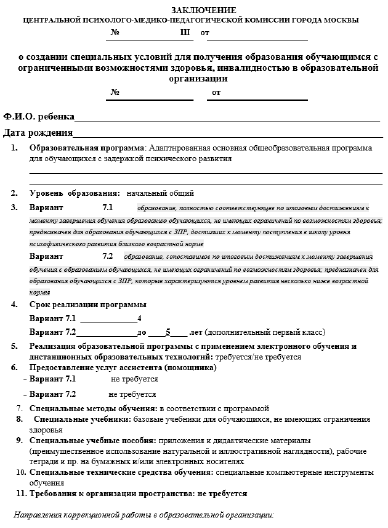 ЗАКЛЮЧЕНИЕ
ЦЕНТРАЛЬНОЙ ПСИХОЛОГО-МЕДИКО-ПЕДАГОГИЧЕСКОЙ КОМИССИИ ГОРОДА МОСКВЫ
№ Ш от
о создании специальных условий для получения образования обучающимся с
ограниченными возможностями здоровья, инвалидностью в образовательной
организации
№ от
Ф.И.О. ребенка
Дата рождения
1. Образовательная программа: Адаптированная основная общеобразовательная программа
для обучающихся с задержкой психического развития
2. Уровень образования: начальный общий
3. Вариант 7.1 образование, полностью соответствующее по итоговым достижениям к
моменту завершения обучения образованию обучающихся, не имеющих ограничений по возможностям здоровья;
предназначен для образования обучающихся с ЗПР, достигших к моменту поступления в школу уровня
психофизического развития близкого возрастной норме
Вариант 7.2 образование, сопоставимое по итоговым достижениям к моменту завершения
обучения с образованием обучающихся, не имеющих ограничений по возможностям здоровья; предназначен для
образования обучающихся с ЗПР, которые характеризуются уровнем развития несколько ниже возрастной
нормы
4. Срок реализации программы
Вариант 7.1 ______________4
Вариант 7.2______________до ____5____ лет (дополнительный первый класс)
5. Реализация образовательной программы с применением электронного обучения и
дистанционных образовательных технологий: требуется/не требуется
6. Предоставление услуг ассистента (помощника)
– Вариант 7.1 не требуется
– Вариант 7.2 не требуется
7. Специальные методы обучения: в соответствии с программой
8. Специальные учебники: базовые учебники для обучающихся, не имеющих ограничения
здоровья
9. Специальные учебные пособия: приложения и дидактические материалы
(преимущественное использование натуральной и иллюстративной наглядности), рабочие
тетради и пр. на бумажных и/или электронных носителях
10. Специальные технические средства обучения: специальные компьютерные инструменты
обучения
11. Требования к организации пространства: не требуется
Направления коррекционной работы в образовательной организации: